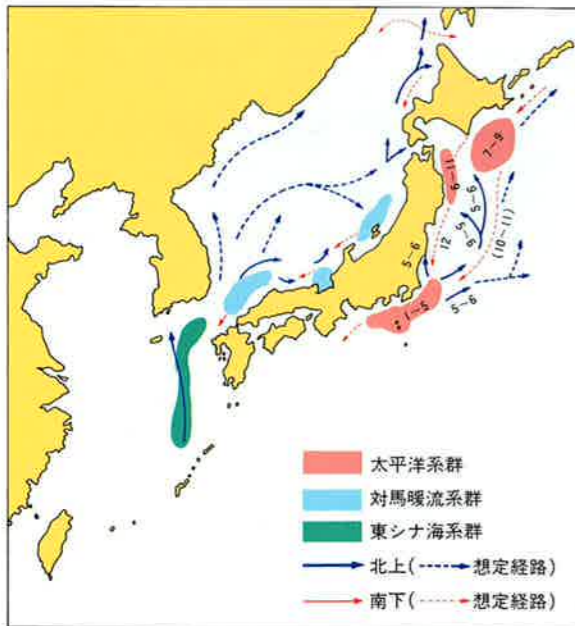 7-9
9-11
5-6
5-6
(10-11)
12
5-6
1-5
5-6
太平洋系群
対馬暖流系群
東シナ海系群
北上( 想定経路)
南下( 想定経路)